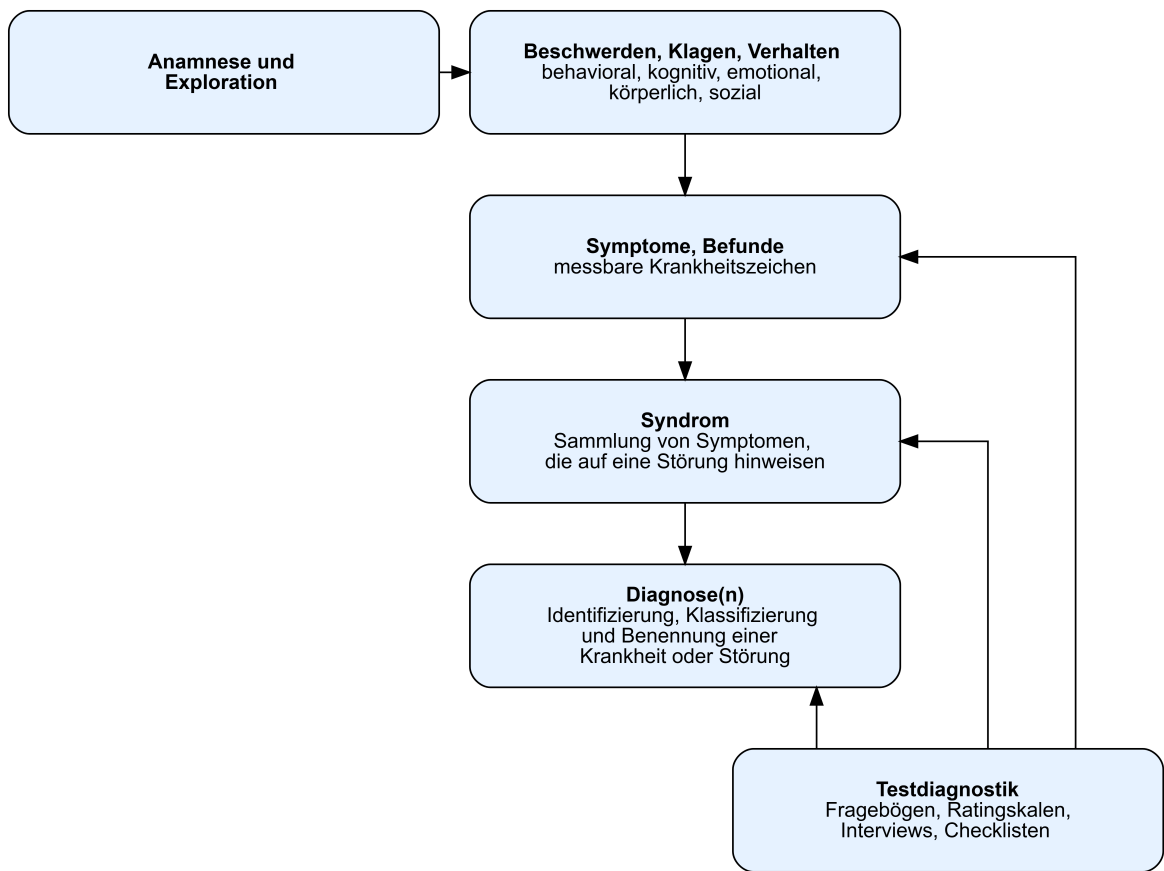 Anamnese und
Exploration
Beschwerden, Klagen, Verhalten
behavioral, kognitiv, emotional,
körperlich, sozial
Symptome, Befunde
messbare Krankheitszeichen
Syndrom
Sammlung von Symptomen,
die auf eine Störung hinweisen
Diagnose(n)
Identifizierung, Klassifizierung
und Benennung einer
Krankheit oder Störung
Testdiagnostik
Fragebögen, Ratingskalen,
Interviews, Checklisten